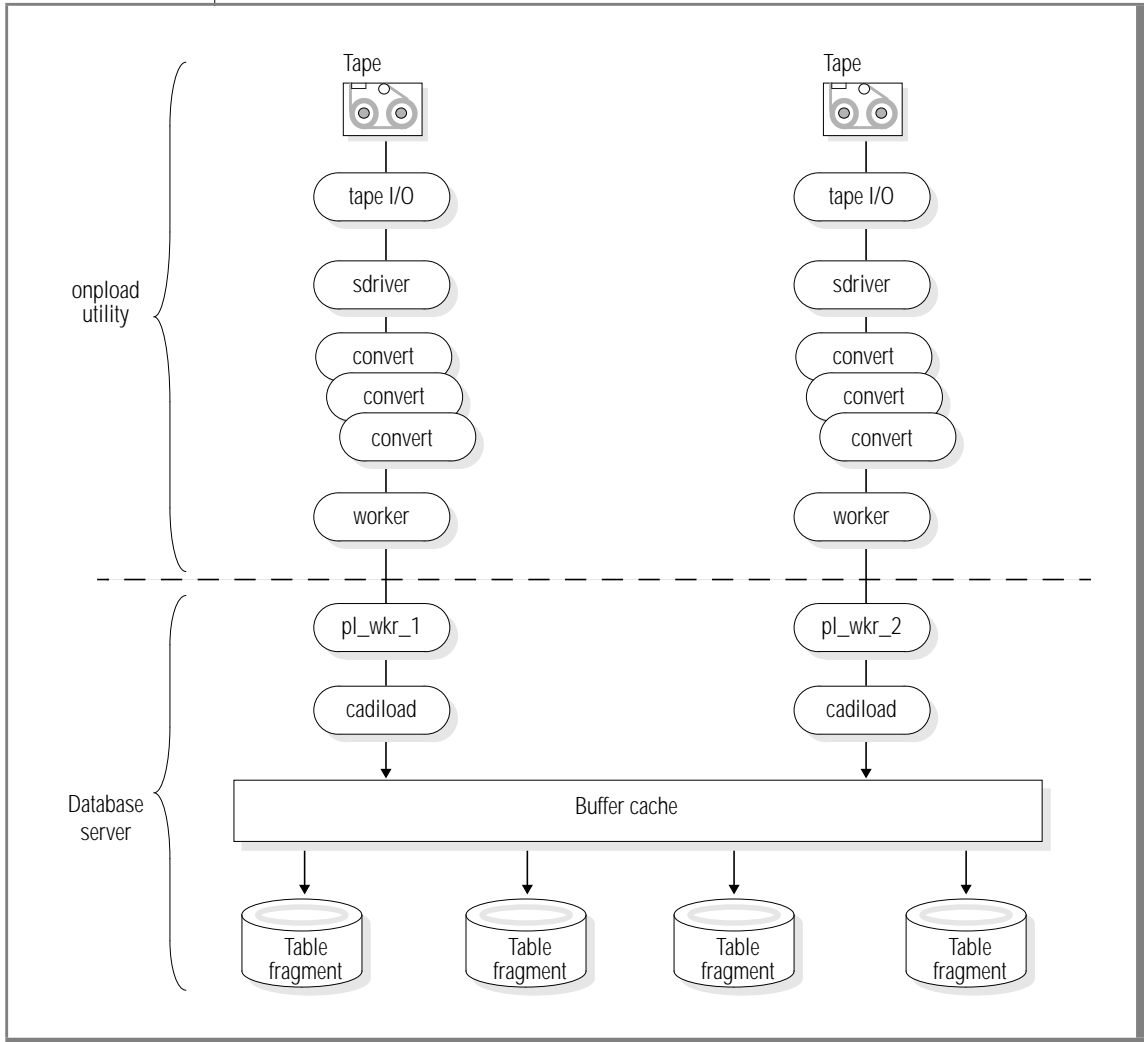 Tape
Tape
tape I/O
tape I/O
sdriver
sdriver
onpload
utility
convert
convert
convert
convert
convert
convert
worker
worker
pl_wkr_1
pl_wkr_2
cadiload
cadiload
Database
server
Buffer cache
Table
fragment
Table
fragment
Table
fragment
Table
fragment